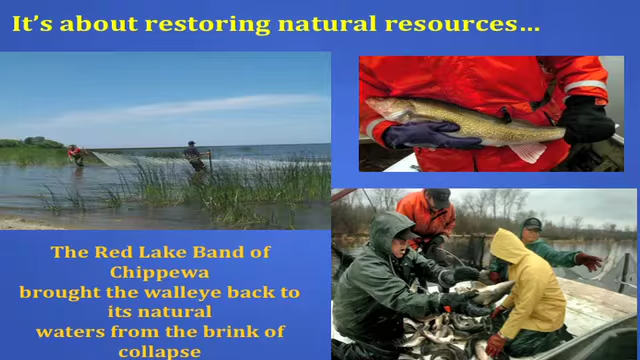 It's about restoring natural resources…
The Red Lake Band of
Chippewa
brought the walleye back to
its natural
waters from the brink of
collapse